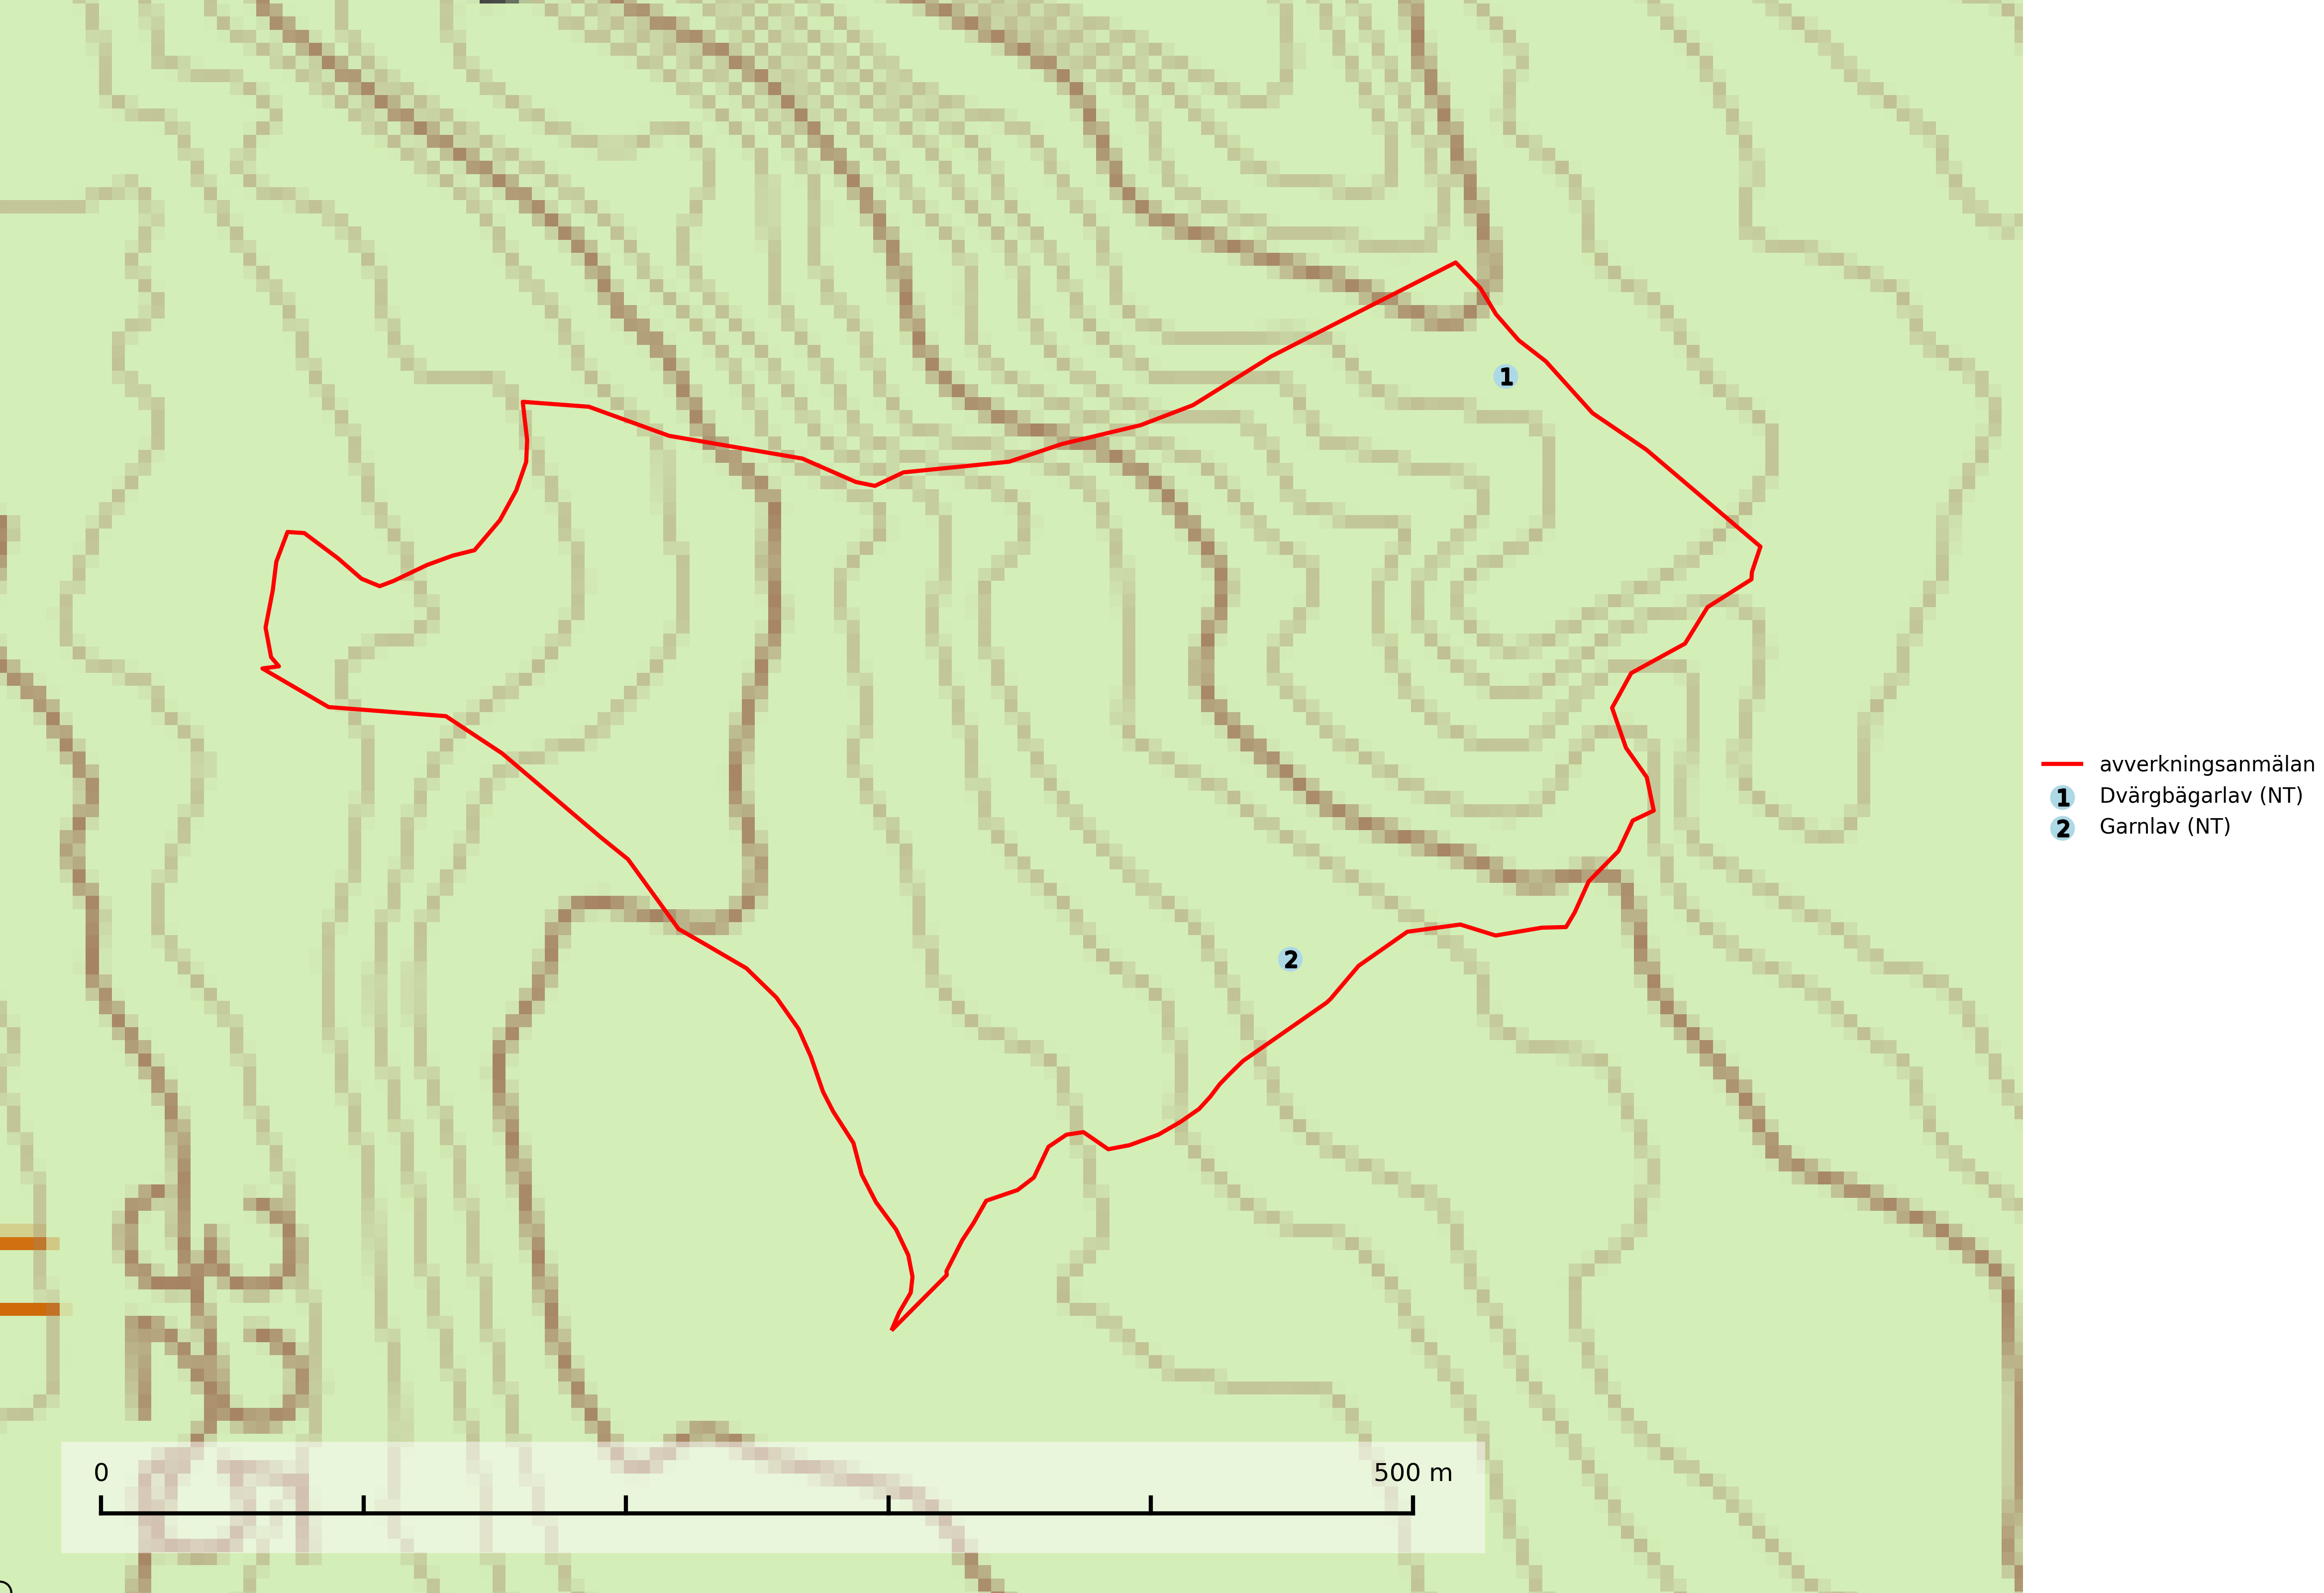 1
2
avverkningsanmälan
1 Dvärgbägarlav (NT)
2 Garnlav (NT)
0 500 m